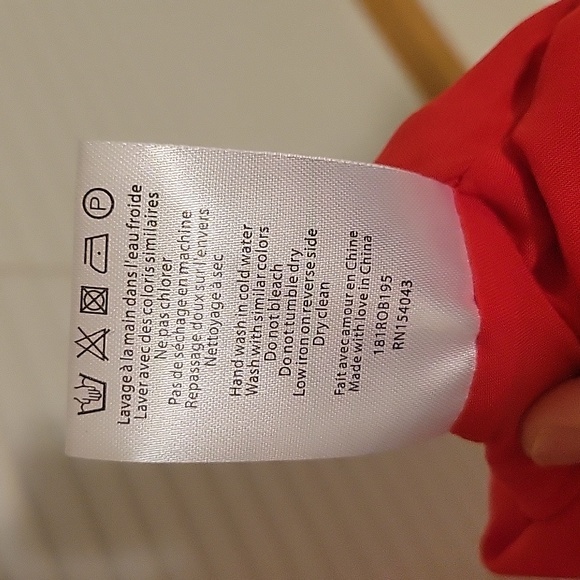 P
Lavage à la main dans l'eau froide
Laver avec des coloris similaires
Ne pas chlorer
Pas de séchage en machine
Repassage doux sur l'envers
Nettoyage à sec
Hand wash in cold water
Wash with similar colors
Do not bleach
Do not tumble dry
Low iron on reverse side
Dry clean
Fait avec amour en Chine
Made with love in China
181ROB195
RN154043